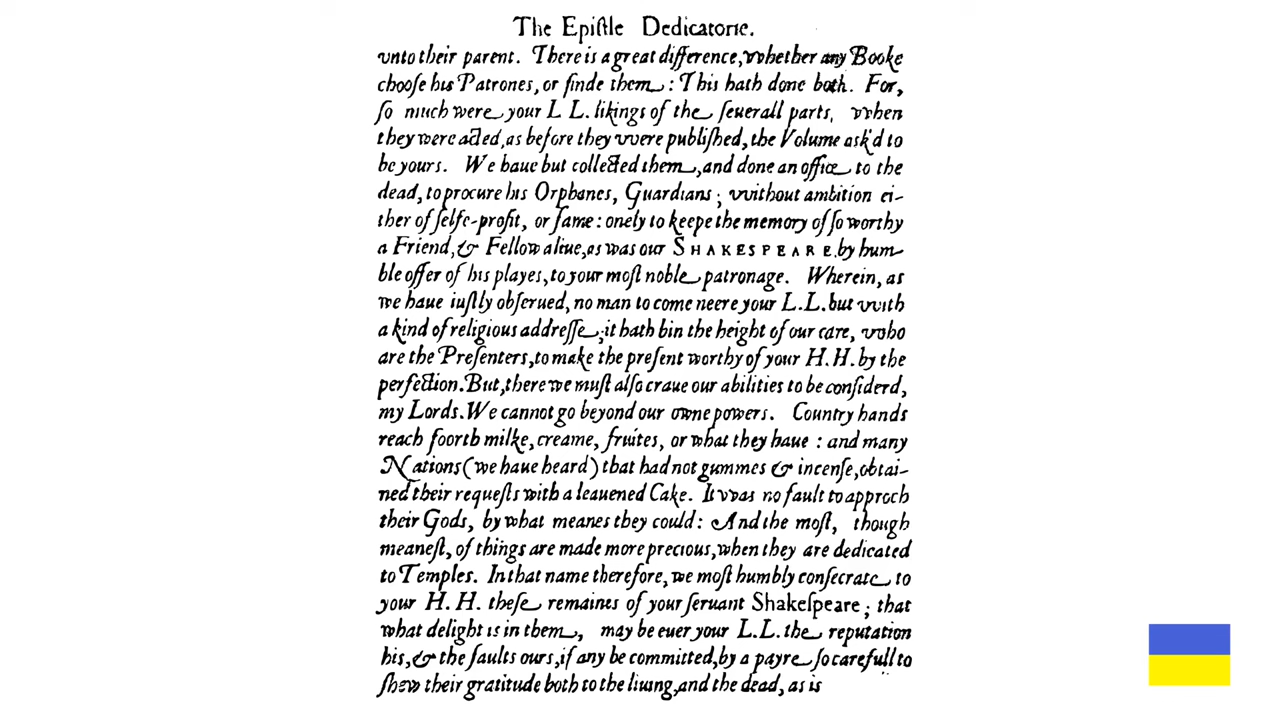 The Epiſtle Dedicatorie.
vnto their parent. There is a great difference, vvhether any Booke
chooſe his Patrones, or finde them : This hath done both. For,
ſo much were your L L. likings of the ſeuerall parts, vvhen
they were acted, as before they vvere publiſhed, the Volume ask'd to
be yours. We haue but collected them, and done an office to the
dead, to procure his Orphanes, Guardians ; vvithout ambition ei-
ther of ſelfe-profit, or fame : onely to keepe the memory of ſo worthy
a Friend, & Fellow aliue, as was our SHAKESPEARE, by hum-
ble offer of his playes, to your moſt noble patronage. Wherein, as
we haue iuſtly obſerued, no man to come neere your L.L. but vvith
a kind of religious addreſſe ; it hath bin the height of our care, vvho
are the Preſenters, to make the preſent worthy of your H.H. by the
perfection. But, there we muſt alſo craue our abilities to be conſiderd,
my Lords. We cannot go beyond our owne powers. Country hands
reach foorth milke, creame, fruites, or what they haue : and many
Nations (we haue heard) that had not gummes & incenſe, obtai-
ned their requeſts with a leauened Cake. It vvas no fault to approch
their Gods, by what meanes they could : And the moſt, though
meaneſt, of things are made more precious, when they are dedicated
to Temples. In that name therefore, we moſt humbly conſecrate to
your H. H. theſe remaines of your ſeruant Shakeſpeare ; that
what delight is in them, may be euer your L.L. the reputation
his, & the faults ours, if any be committed, by a payre ſo carefull to
ſhew their gratitude both to the liuing, and the dead, as is